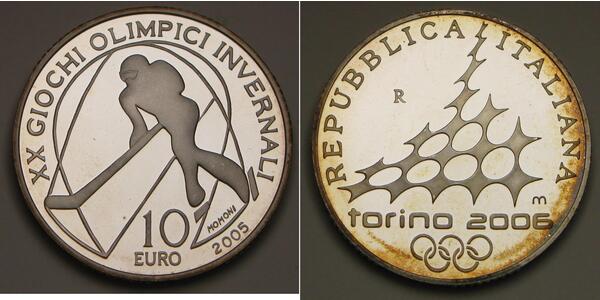 XX GIOCHI OLIMPICI INVERNALI
10
EURO
MOMONI
2005
REPUBBLICA ITALIANA
R
m
torino 2006